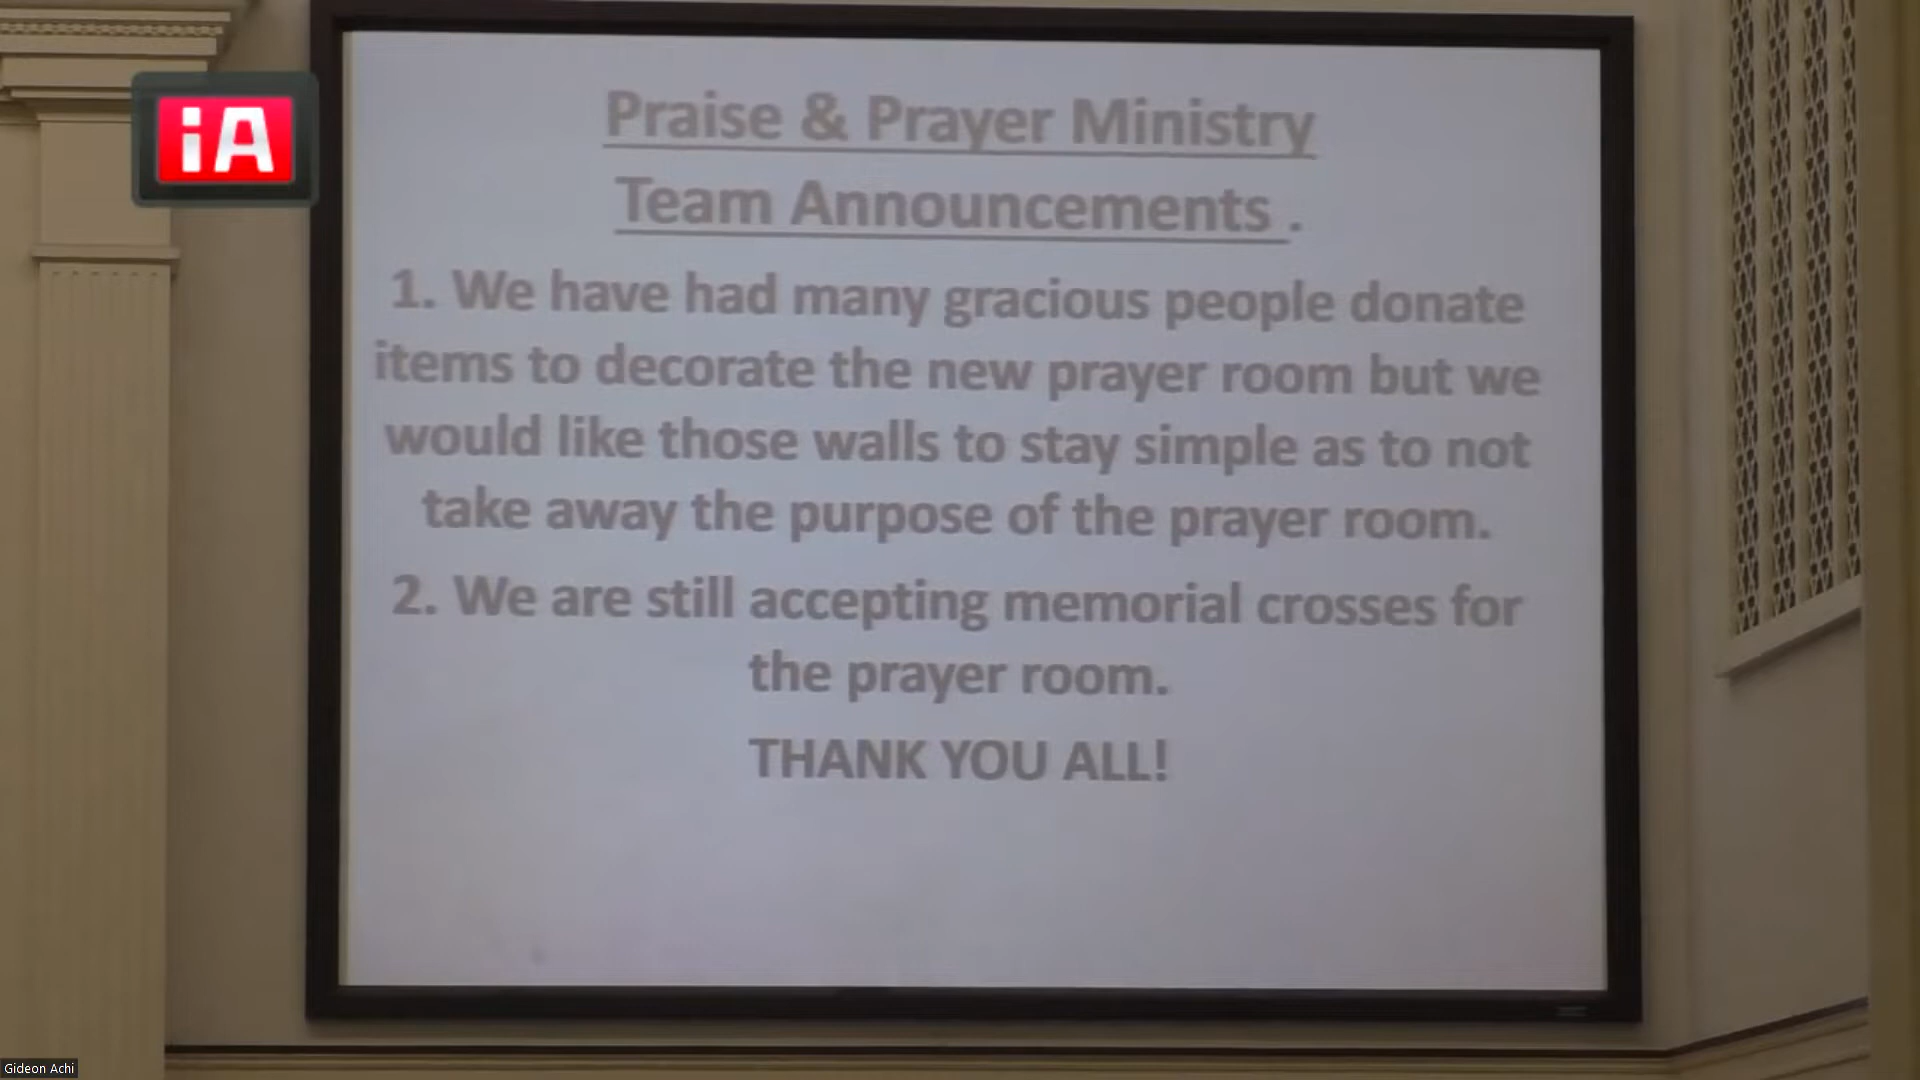 iA
Praise & Prayer Ministry
Team Announcements .
1. We have had many gracious people donate
items to decorate the new prayer room but we
would like those walls to stay simple as to not
take away the purpose of the prayer room.
2. We are still accepting memorial crosses for
the prayer room.
THANK YOU ALL!
Gideon Achi